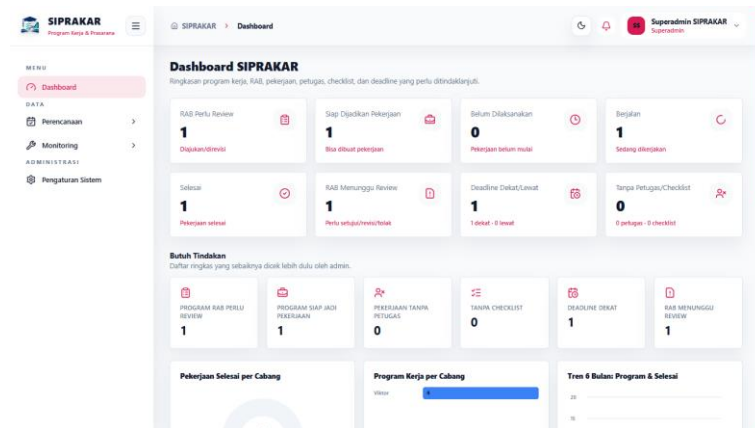 SIPRAKAR
Program Kerja & Prasarana
SIPRAKAR
Dashboard
SS
Superadmin SIPRAKAR
Superadmin
MENU
Dashboard
DATA
Perencanaan
Monitoring
ADMINISTRASI
Pengaturan Sistem
Dashboard SIPRAKAR
Ringkasan program kerja, RAB, pekerjaan, petugas, checklist, dan deadline yang perlu ditindaklanjuti.
RAB Perlu Review
1
Diajukan/direvisi
Siap Dijadikan Pekerjaan
1
Bisa dibuat pekerjaan
Belum Dilaksanakan
0
Pekerjaan belum mulai
Berjalan
1
Sedang dikerjakan
Selesai
1
Pekerjaan selesai
RAB Menunggu Review
1
Perlu setujui/revisi/tolak
Deadline Dekat/Lewat
1
1 dekat · 0 lewat
Tanpa Petugas/Checklist
0
0 petugas · 0 checklist
Butuh Tindakan
Daftar ringkas yang sebaiknya dicek lebih dulu oleh admin.
PROGRAM RAB PERLU
REVIEW
1
PROGRAM SIAP JADI
PEKERJAAN
1
PEKERJAAN TANPA
PETUGAS
0
TANPA CHECKLIST
0
DEADLINE DEKAT
1
RAB MENUNGGU
REVIEW
1
Pekerjaan Selesai per Cabang
Program Kerja per Cabang
Tren 6 Bulan: Program & Selesai